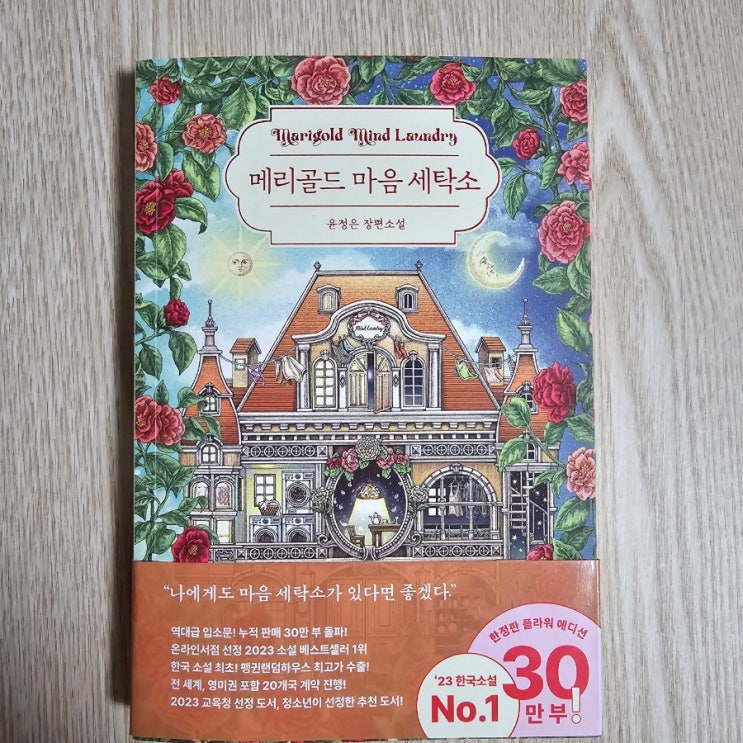 Marigold Mind Laundry
메리골드 마음 세탁소
윤정은 장편소설
Mind Laundry
“나에게도 마음 세탁소가 있다면 좋겠다.”
역대급 입소문! 누적 판매 30만 부 돌파!
온라인서점 선정 2023 소설 베스트셀러 1위
한국 소설 최초! 펭귄랜덤하우스 최고가 수출!
전 세계, 영미권 포함 20개국 계약 진행!
2023 교육청 선정 도서, 청소년이 선정한 추천 도서!
한정판 플라워 에디션
30
만 부!
‘23 한국소설
No.1